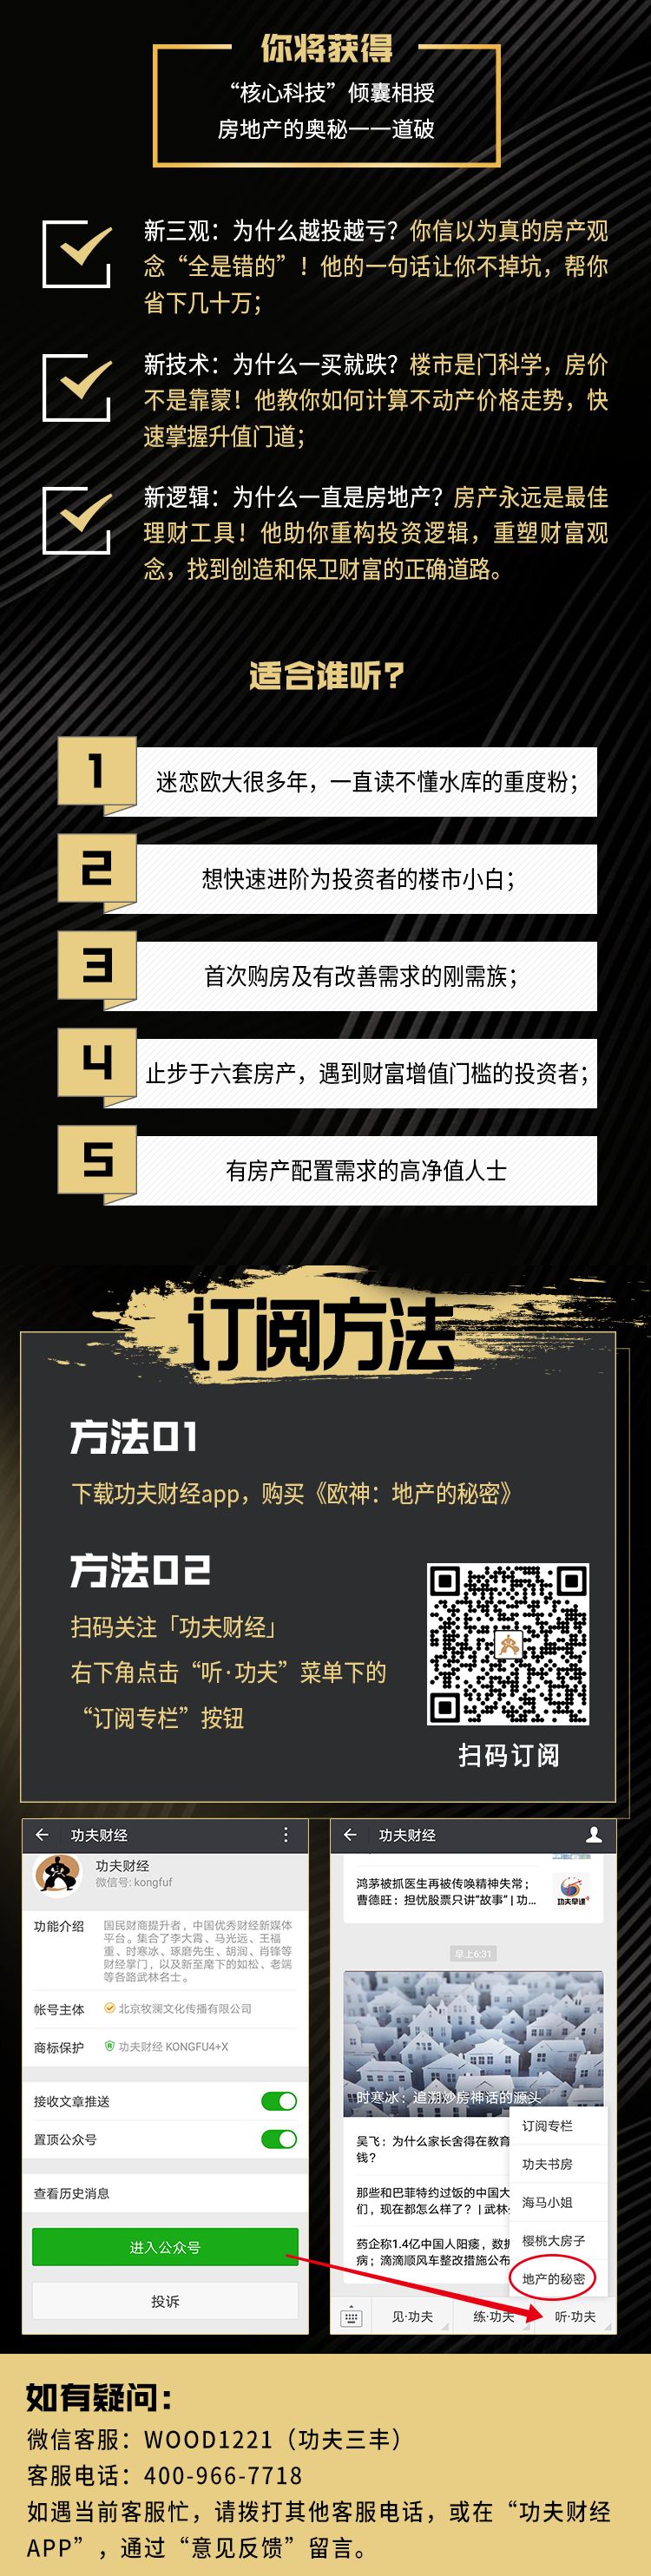 你将获得
“核心科技”倾囊相授
房地产的奥秘一一道破
新三观：为什么越投越亏？你信以为真的房产观
念“全是错的”！他的一句话让你不掉坑，帮你
省下几十万；
新技术：为什么一买就跌？楼市是门科学，房价
不是靠蒙！他教你如何计算不动产价格走势，快
速掌握升值门道；
新逻辑：为什么一直是房地产？房产永远是最佳
理财工具！他助你重构投资逻辑，重塑财富观
念，找到创造和保卫财富的正确道路。
适合谁听？
1
迷恋欧大很多年，一直读不懂水库的重度粉；
2
想快速进阶为投资者的楼市小白；
3
首次购房及有改善需求的刚需族；
4
止步于六套房产，遇到财富增值门槛的投资者；
5
有房产配置需求的高净值人士
订阅方法
方法01
下载功夫财经app，购买《欧神：地产的秘密》
方法02
扫码关注「功夫财经」
右下角点击“听·功夫”菜单下的
“订阅专栏”按钮
扫码订阅
功夫财经
功夫财经
微信号: kongfuf
功能介绍
国民财商提升者，中国优秀财经新媒体
平台。集合了李大霄、马光远、王福
重、时寒冰、琢磨先生、胡润、肖锋等
财经掌门，以及新至麾下的如松、老端
等各路武林名士。
帐号主体
北京牧澜文化传播有限公司
商标保护
功夫财经 KONGFU4+X
接收文章推送
置顶公众号
查看历史消息
进入公众号
投诉
功夫财经
鸿茅被抓医生再被传唤精神失常；
曹德旺：担忧股票只讲“故事” | 功...
功夫早课
早上6:31
时寒冰：追溯炒房神话的源头
吴飞：为什么家长舍得在教育
钱？
那些和巴菲特约过饭的中国大
们，现在都怎么样了？ | 武林
药企称1.4亿中国人阳痿，数据
病；滴滴顺风车整改措施公布
订阅专栏
功夫书房
海马小姐
樱桃大房子
地产的秘密
见·功夫
练·功夫
听·功夫
如有疑问：
微信客服：WOOD1221（功夫三丰）
客服电话：400-966-7718
如遇当前客服忙，请拨打其他客服电话，或在“功夫财经
APP”，通过“意见反馈”留言。